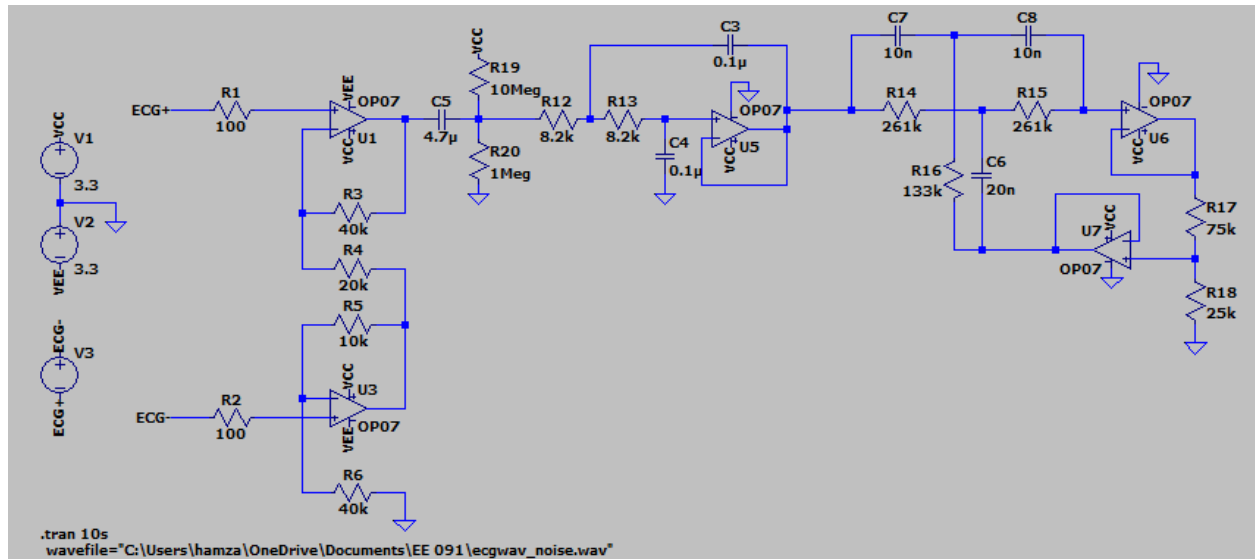 VCC
V1
3.3
V2
VEE
3.3
ECG-
V3
ECG+
ECG+
R1
100
VEE
OP07
VCC
U1
R3
40k
R4
20k
R5
10k
VCC
U3
OP07
VEE
ECG-
R2
100
R6
40k
C5
4.7µ
VCC
R19
10Meg
R20
1Meg
R12
8.2k
R13
8.2k
C3
0.1µ
C4
0.1µ
OP07
VCC
U5
C7
10n
C8
10n
R14
261k
R15
261k
R16
133k
C6
20n
OP07
VCC
U6
U7
VCC
OP07
R17
75k
R18
25k
.tran 10s
wavefile="C:\Users\hamza\OneDrive\Documents\EE 091\ecgwav_noise.wav"